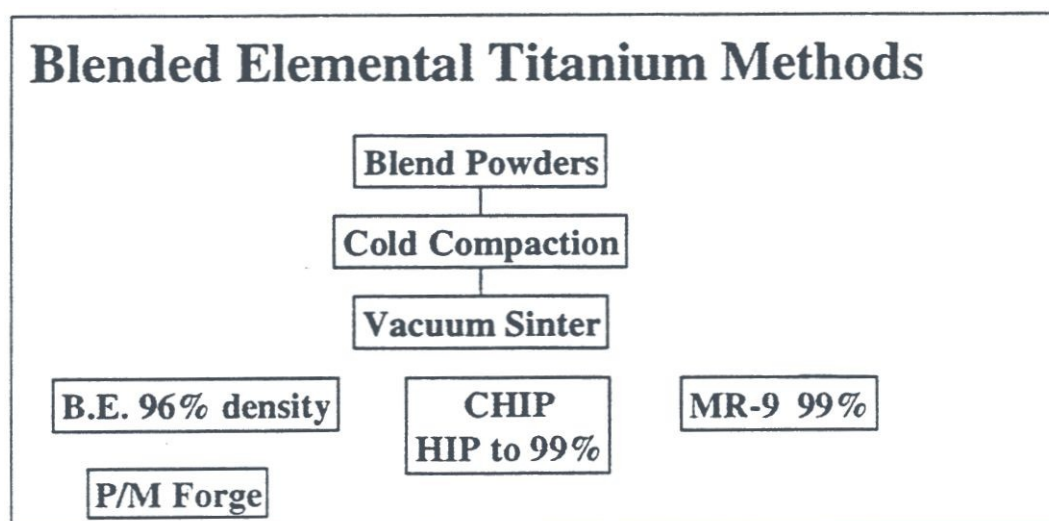 Blended Elemental Titanium Methods
Blend Powders
Cold Compaction
Vacuum Sinter
B.E. 96% density
CHIP
HIP to 99%
MR-9 99%
P/M Forge